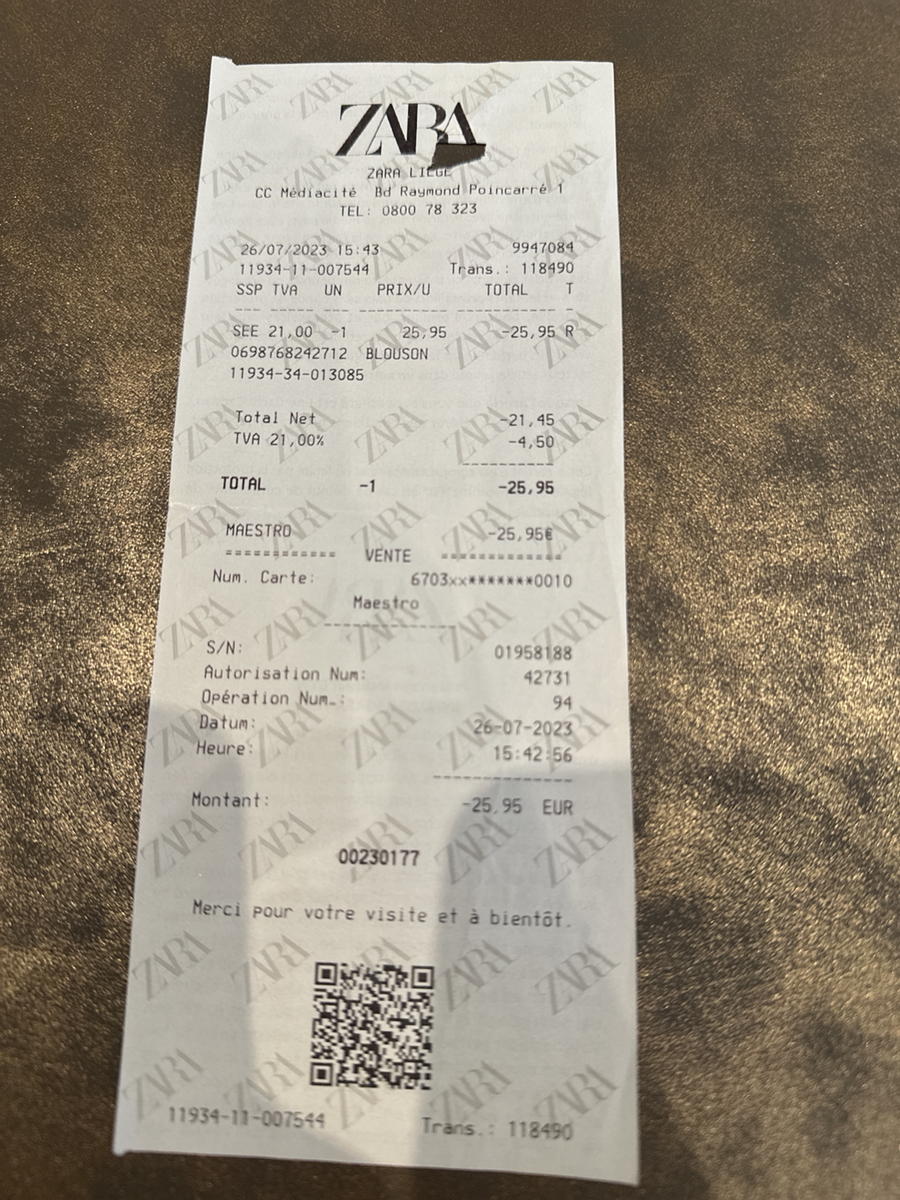 ZARA
ZARA LIEGE
CC Médiacité Bd Raymond Poincarré 1
TEL: 0800 78 323
26/07/2023 15:43 9947084
11934-11-007544 Trans.: 118490
SSP TVA UN PRIX/U TOTAL T
--- ---- --- ---------- ----------- -
SEE 21,00 -1 25,95 -25,95 R
0698768242712 BLOUSON
11934-34-013085
Total Net -21,45
TVA 21,00% -4,50
----------
TOTAL -1 -25,95
MAESTRO -25,95€
============ VENTE =============
Num. Carte: 6703xx*******0010
Maestro
--------------
S/N: 01958188
Autorisation Num: 42731
Opération Num.: 94
Datum: 26-07-2023
Heure: 15:42:56
--------------
Montant: -25.95 EUR
00230177
Merci pour votre visite et à bientôt.
11934-11-007544 Trans.: 118490